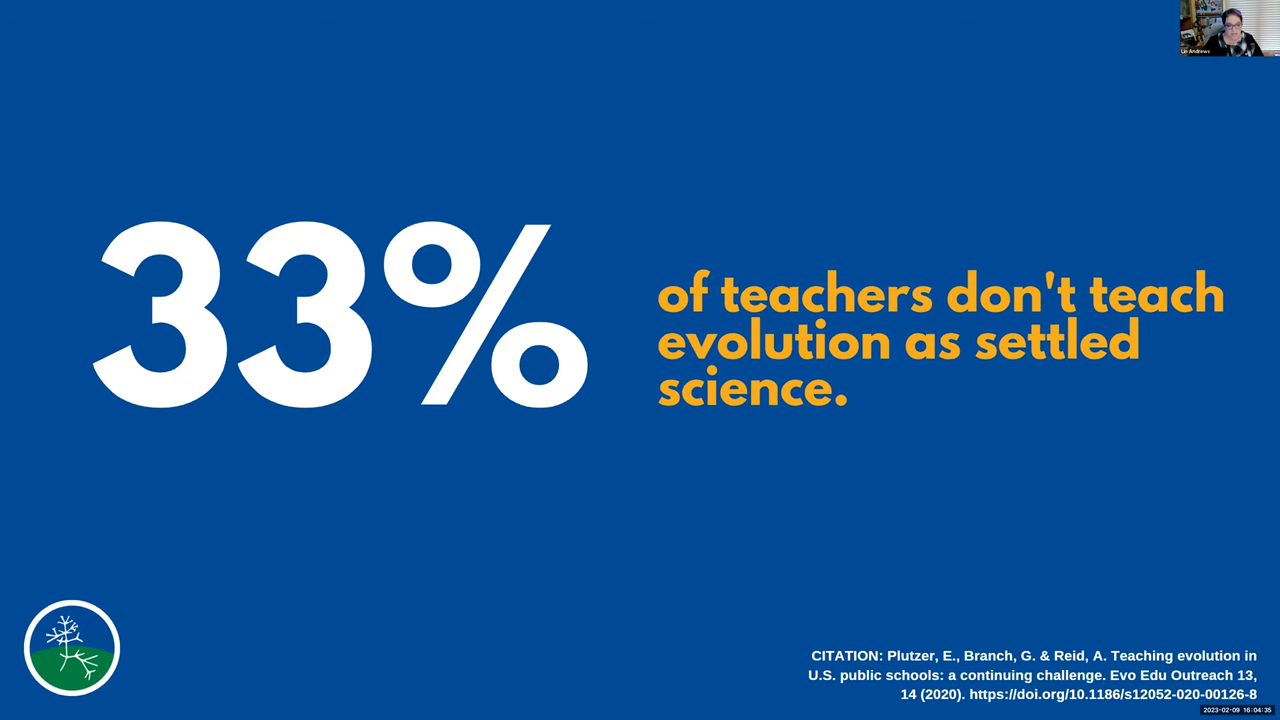 Lin Andrews
33%
of teachers don't teach
evolution as settled
science.
CITATION: Plutzer, E., Branch, G. & Reid, A. Teaching evolution in
U.S. public schools: a continuing challenge. Evo Edu Outreach 13,
14 (2020). https://doi.org/10.1186/s12052-020-00126-8
2023-02-09 16:04:35